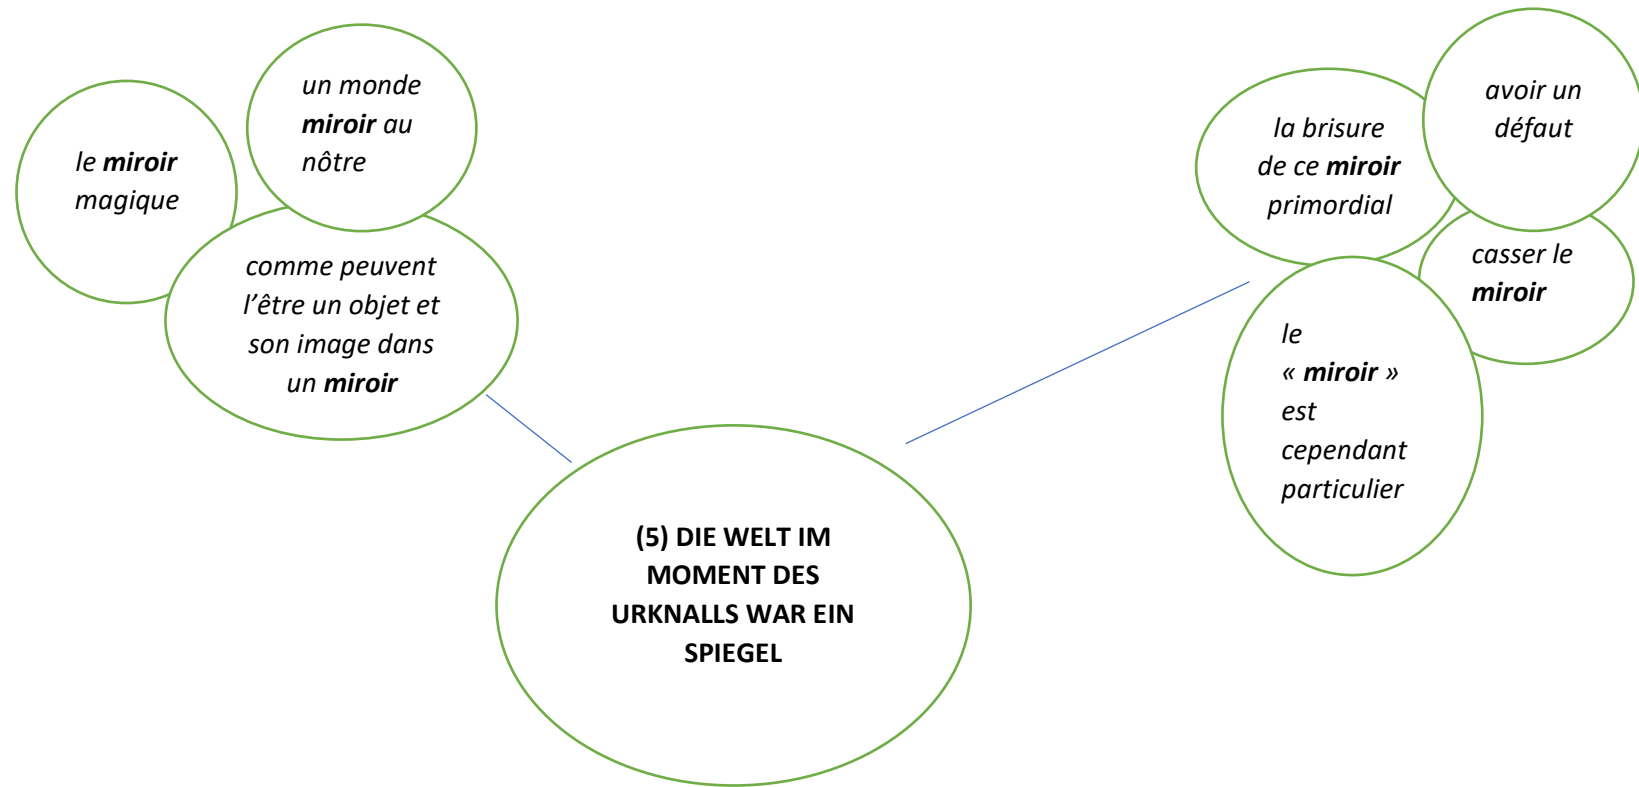 le miroir
magique
un monde
miroir au
nôtre
comme peuvent
l’être un objet et
son image dans
un miroir
la brisure
de ce miroir
primordial
avoir un
défaut
casser le
miroir
le
« miroir »
est
cependant
particulier
(5) DIE WELT IM
MOMENT DES
URKNALLS WAR EIN
SPIEGEL